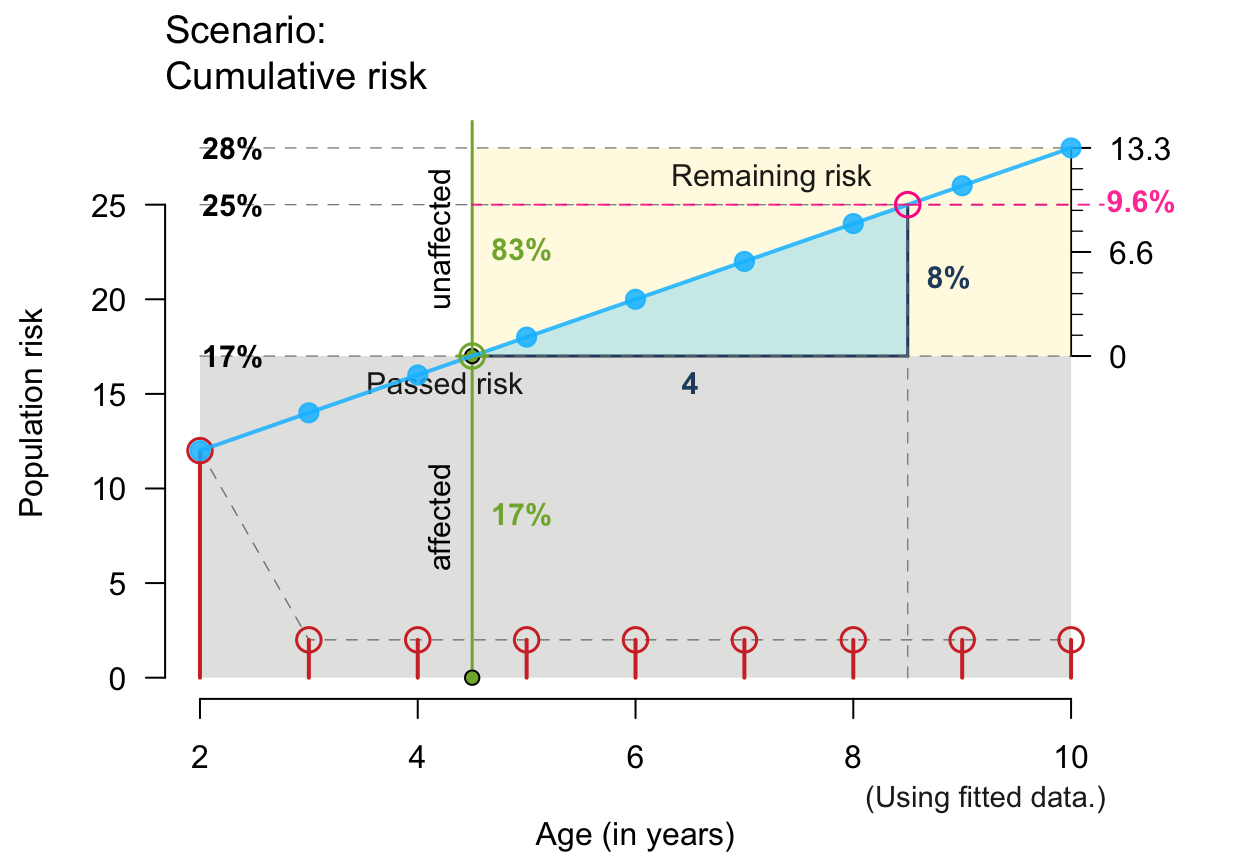 Scenario:
Cumulative risk
28%
13.3
Remaining risk
25
25%
9.6%
unaffected
83%
6.6
8%
20
17%
0
Passed risk
4
15
Population risk
10
affected
17%
5
0
2
4
6
8
10
(Using fitted data.)
Age (in years)